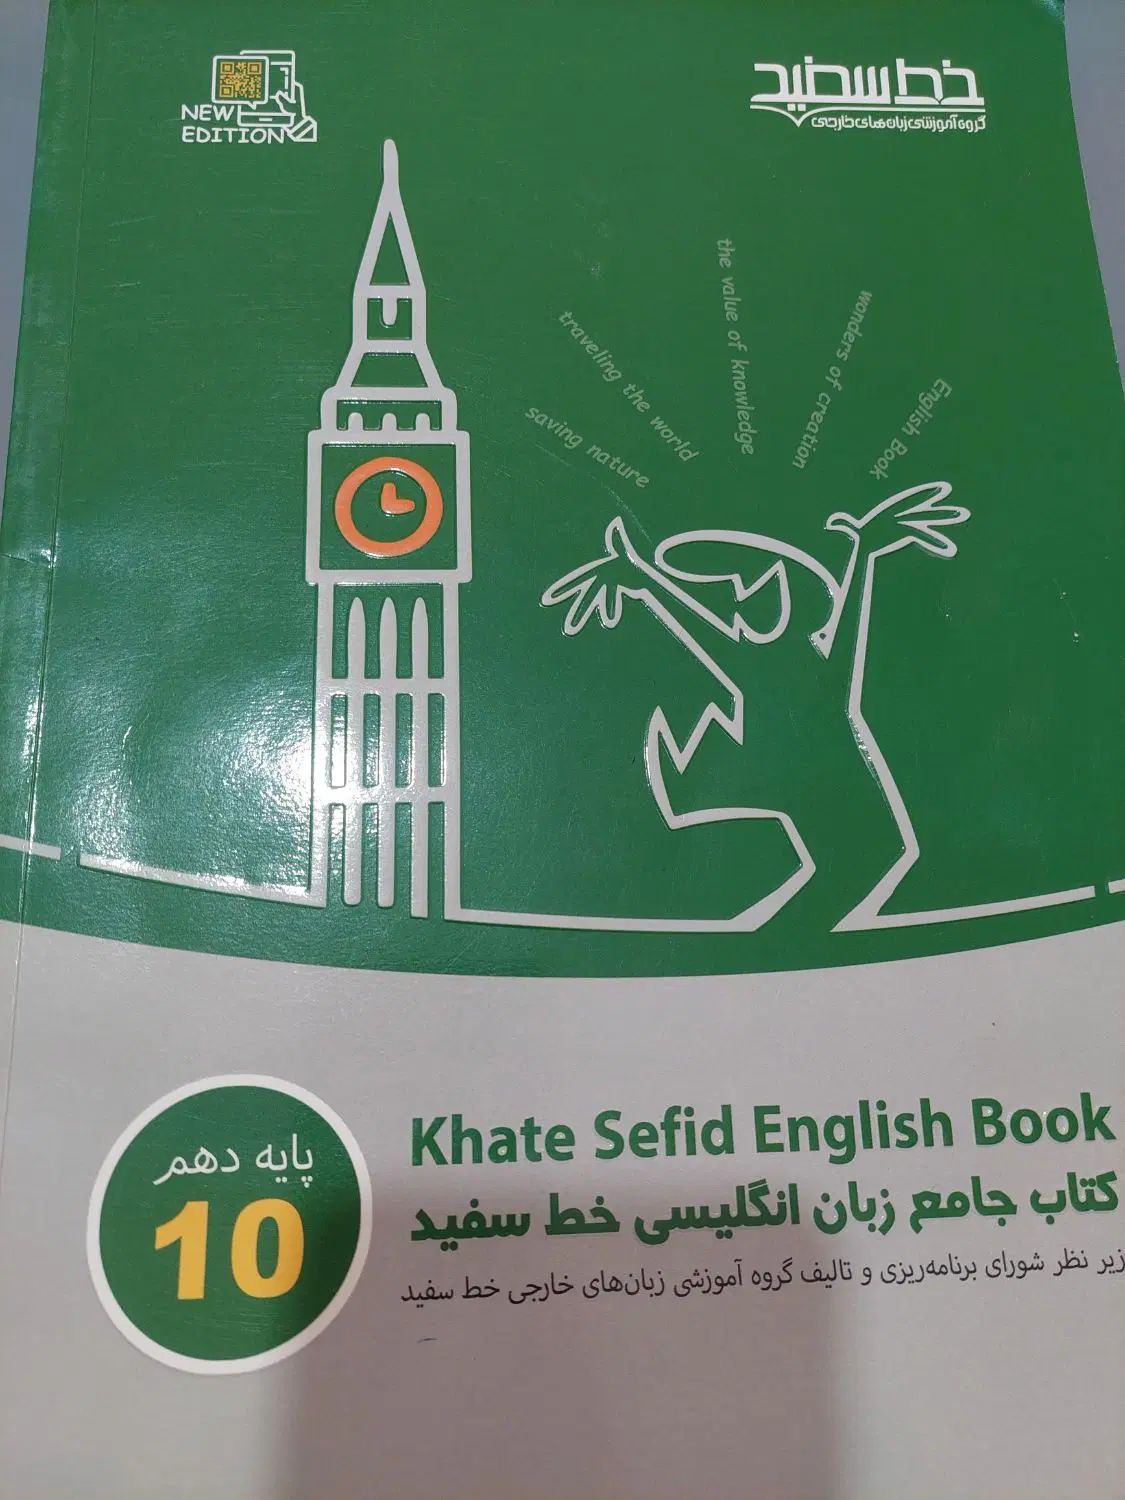 NEW
EDITION
خط سفید
گروه آموزشی زبان‌های خارجی
saving nature
traveling the world
the value of knowledge
wonders of creation
English Book
پایه دهم
10
Khate Sefid English Book
کتاب جامع زبان انگلیسی خط سفید
زیر نظر شورای برنامه‌ریزی و تالیف گروه آموزشی زبان‌های خارجی خط سفید